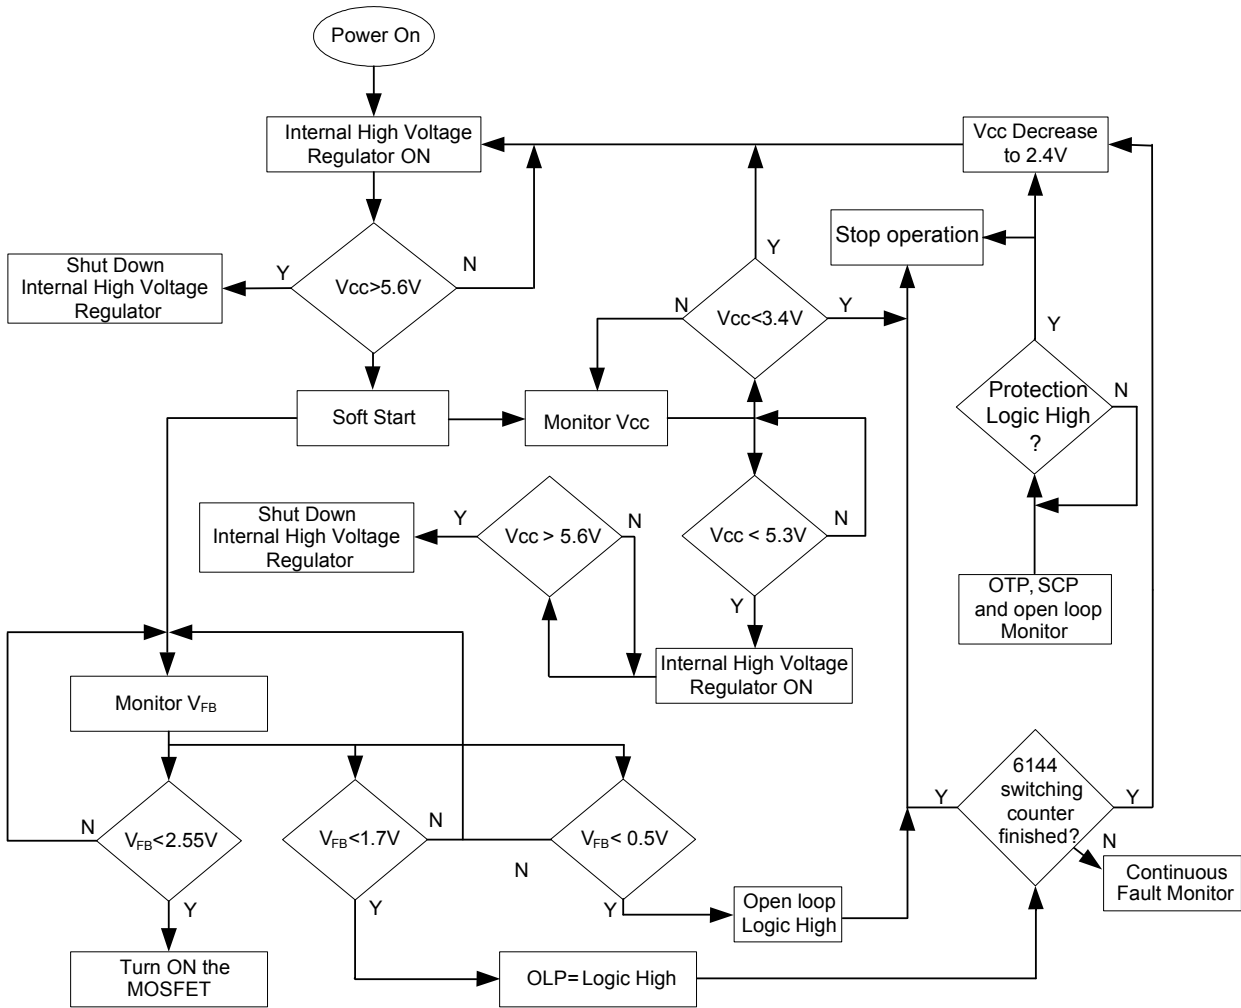 Power On
Internal High Voltage
Regulator ON
Vcc Decrease
to 2.4V
Stop operation
Y
Shut Down
Internal High Voltage
Regulator
Y
Vcc>5.6V
N
N
Vcc<3.4V
Y
Y
Protection
Logic High
?
N
Soft Start
Monitor Vcc
Shut Down
Internal High Voltage
Regulator
Y
Vcc > 5.6V
N
Vcc < 5.3V
N
Y
OTP, SCP
and open loop
Monitor
Internal High Voltage
Regulator ON
Monitor VFB
N
VFB<2.55V
Y
VFB<1.7V
N
Y
VFB< 0.5V
N
Y
Y
6144
switching
counter
finished?
Y
N
Continuous
Fault Monitor
Open loop
Logic High
Turn ON the
MOSFET
OLP=Logic High